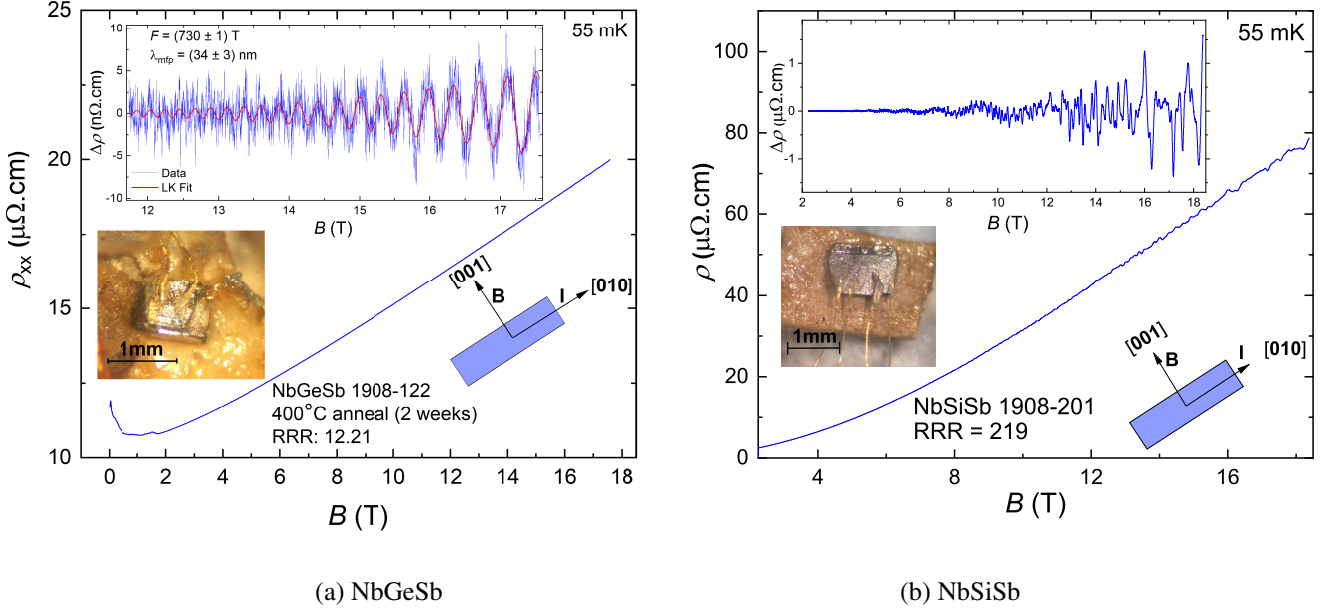 25
20
15
10
ρxx (μΩ.cm)
0 2 4 6 8 10 12 14 16 18
B (T)
55 mK
F = (730 ± 1) T
λmfp = (34 ± 3) nm
10
5
0
-5
-10
Δρ (nΩ.cm)
Data
LK Fit
12 13 14 15 16 17
B (T)
1mm
[001]
B
I
[010]
NbGeSb 1908-122
400°C anneal (2 weeks)
RRR: 12.21
(a) NbGeSb
100
80
60
40
20
0
ρ (μΩ.cm)
4 8 12 16
B (T)
55 mK
1
0
-1
Δρ (μΩ.cm)
2 4 6 8 10 12 14 16 18
B (T)
1mm
[001]
B
I
[010]
NbSiSb 1908-201
RRR = 219
(b) NbSiSb